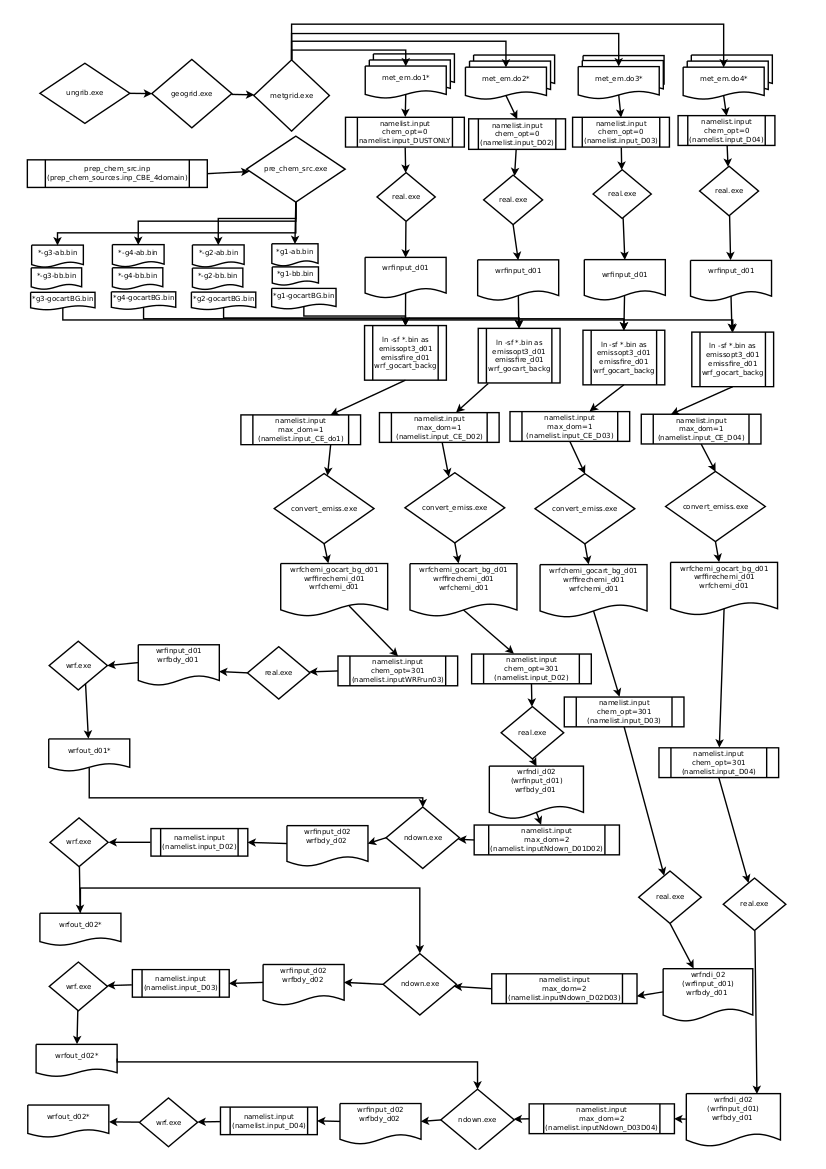 met_em.do1*
met_em.do2*
met_em.do3*
met_em.do4*
ungrib.exe
geogrid.exe
metgrid.exe
namelist.input
chem_opt=0
namelist.input_DUSTONLY
namelist.input
chem_opt=0
(namelist.input_D02)
namelist.input
chem_opt=0
(namelist.input_D03)
namelist.input
chem_opt=0
(namelist.input_D04)
prep_chem_src.inp
(prep_chem_sources.inp_CBE_4domain)
pre_chem_src.exe
real.exe
real.exe
real.exe
real.exe
*-g3-ab.bin
*-g4-ab.bin
*-g2-ab.bin
*g1-ab.bin
*-g3-bb.bin
*-g4-bb.bin
*-g2-bb.bin
*g1-bb.bin
*g3-gocartBG.bin
*g4-gocartBG.bin
*g2-gocartBG.bin
*g1-gocartBG.bin
wrfinput_d01
wrfinput_d01
wrfinput_d01
wrfinput_d01
ln -sf *.bin as
emissopt3_d01
emissfire_d01
wrf_gocart_backg
ln -sf *.bin as
emissopt3_d01
emissfire_d01
wrf_gocart_backg
ln -sf *.bin as
emissopt3_d01
emissfire_d01
wrf_gocart_backg
ln -sf *.bin as
emissopt3_d01
emissfire_d01
wrf_gocart_backg
namelist.input
max_dom=1
(namelist.input_CE_do1)
namelist.input
max_dom=1
(namelist.input_CE_D02)
namelist.input
max_dom=1
(namelist.input_CE_D03)
namelist.input
max_dom=1
(namelist.input_CE_D04)
convert_emiss.exe
convert_emiss.exe
convert_emiss.exe
convert_emiss.exe
wrfchemi_gocart_bg_d01
wrffirechemi_d01
wrfchemi_d01
wrfchemi_gocart_bg_d01
wrffirechemi_d01
wrfchemi_d01
wrfchemi_gocart_bg_d01
wrffirechemi_d01
wrfchemi_d01
wrfchemi_gocart_bg_d01
wrffirechemi_d01
wrfchemi_d01
wrf.exe
wrfinput_d01
wrfbdy_d01
real.exe
namelist.input
chem_opt=301
(namelist.inputWRFrun03)
namelist.input
chem_opt=301
(namelist.input_D02)
namelist.input
chem_opt=301
(namelist.input_D03)
namelist.input
chem_opt=301
(namelist.input_D04)
real.exe
wrfout_d01*
wrfndi_d02
(wrfinput_d01)
wrfbdy_d01
wrf.exe
namelist.input
(namelist.input_D02)
wrfinput_d02
wrfbdy_d02
ndown.exe
namelist.input
max_dom=2
(namelist.inputNdown_D01D02)
real.exe
real.exe
wrfout_d02*
wrf.exe
namelist.input
(namelist.input_D03)
wrfinput_d02
wrfbdy_d02
ndown.exe
namelist.input
max_dom=2
(namelist.inputNdown_D02D03)
wrfndi_02
(wrfinput_d01)
wrfbdy_d01
wrfout_d02*
wrfout_d02*
wrf.exe
namelist.input
(namelist.input_D04)
wrfinput_d02
wrfbdy_d02
ndown.exe
namelist.input
max_dom=2
(namelist.inputNdown_D03D04)
wrfndi_d02
(wrfinput_d01)
wrfbdy_d01